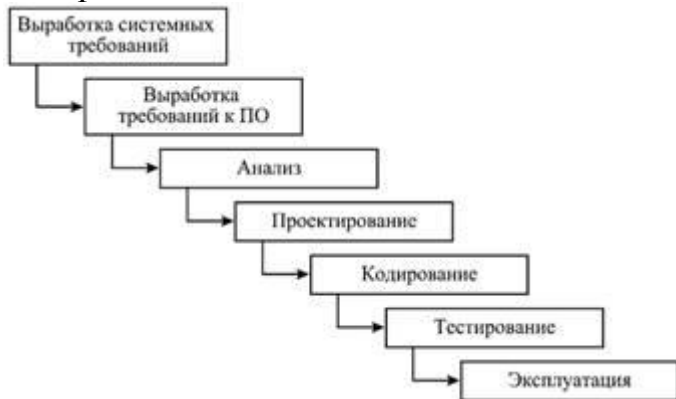 Выработка системных
требований
Выработка
требований к ПО
Анализ
Проектирование
Кодирование
Тестирование
Эксплуатация